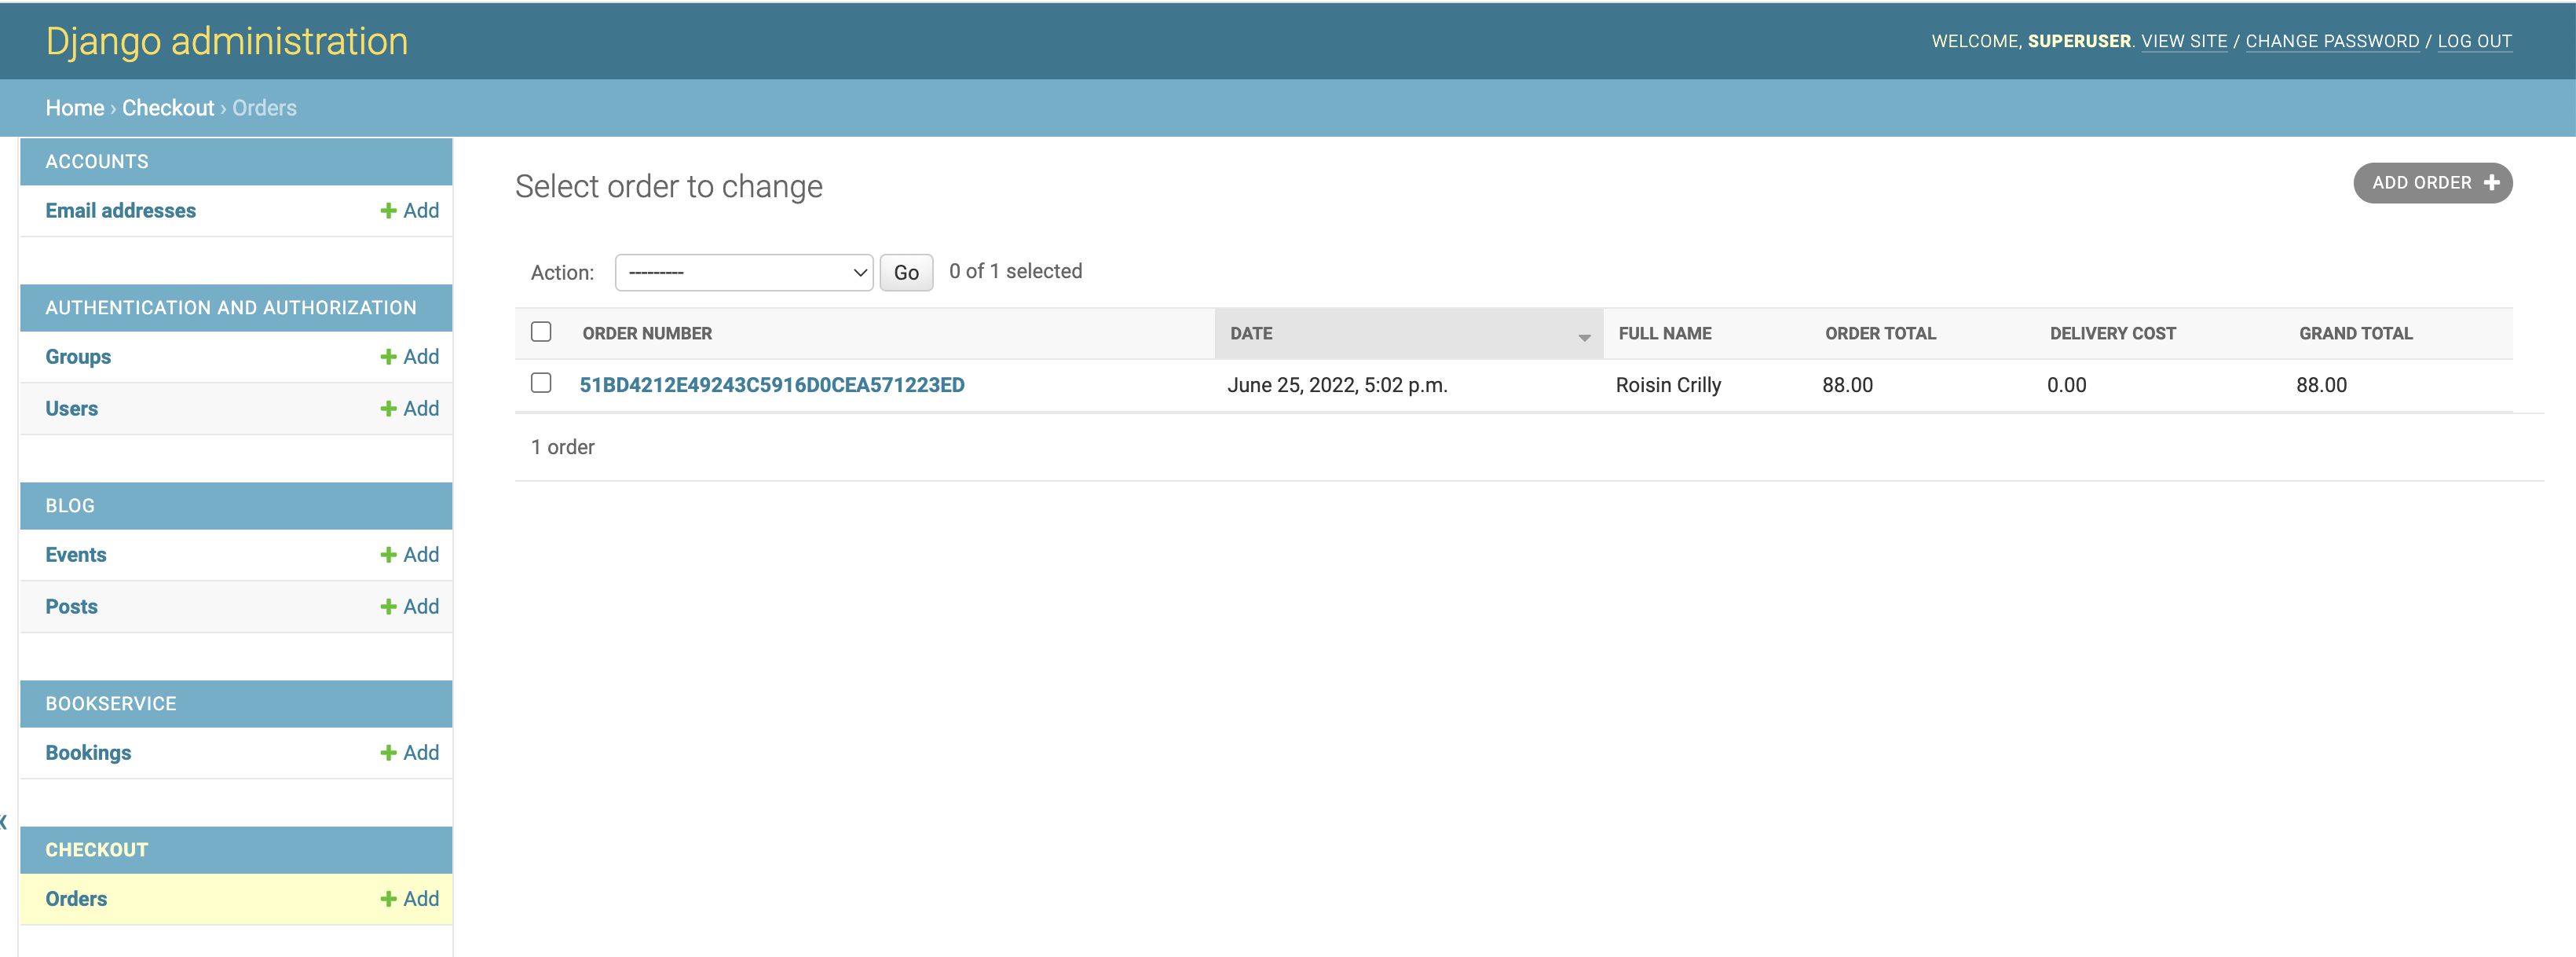 Django administration
WELCOME, SUPERUSER. VIEW SITE / CHANGE PASSWORD / LOG OUT
Home › Checkout › Orders
ACCOUNTS
Email addresses + Add
AUTHENTICATION AND AUTHORIZATION
Groups + Add
Users + Add
BLOG
Events + Add
Posts + Add
BOOKSERVICE
Bookings + Add
CHECKOUT
Orders + Add
Select order to change
ADD ORDER +
Action: --------- Go 0 of 1 selected
ORDER NUMBER DATE FULL NAME ORDER TOTAL DELIVERY COST GRAND TOTAL
51BD4212E49243C5916D0CEA571223ED June 25, 2022, 5:02 p.m. Roisin Crilly 88.00 0.00 88.00
1 order